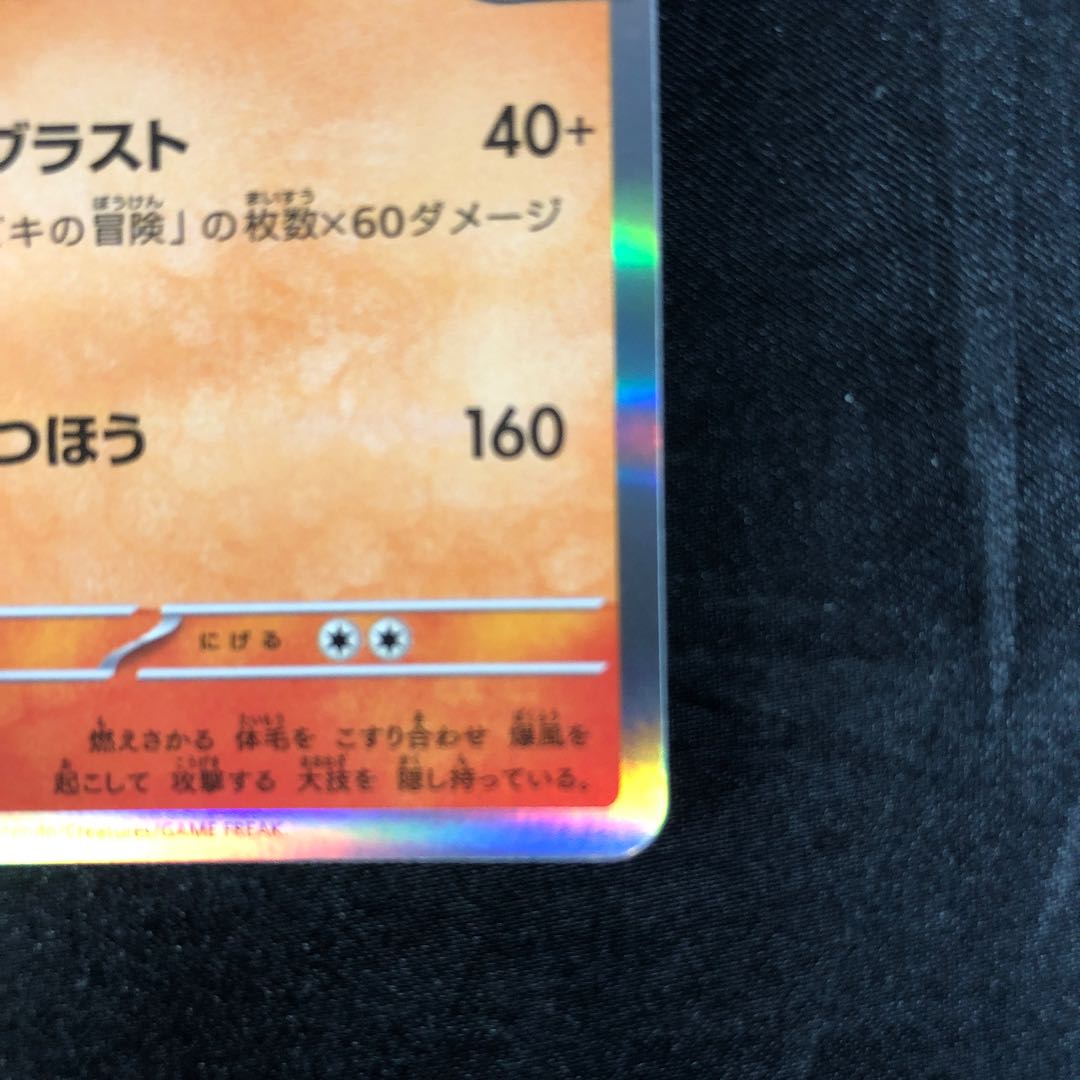 ブラスト 40+
キの冒険」の枚数×60ダメージ
つほう 160
にげる
燃えさかる 体毛を こすり合わせ 爆風を
起こして 攻撃する 大技を 隠し持っている。
ntendo/Creatures/GAME FREAK.